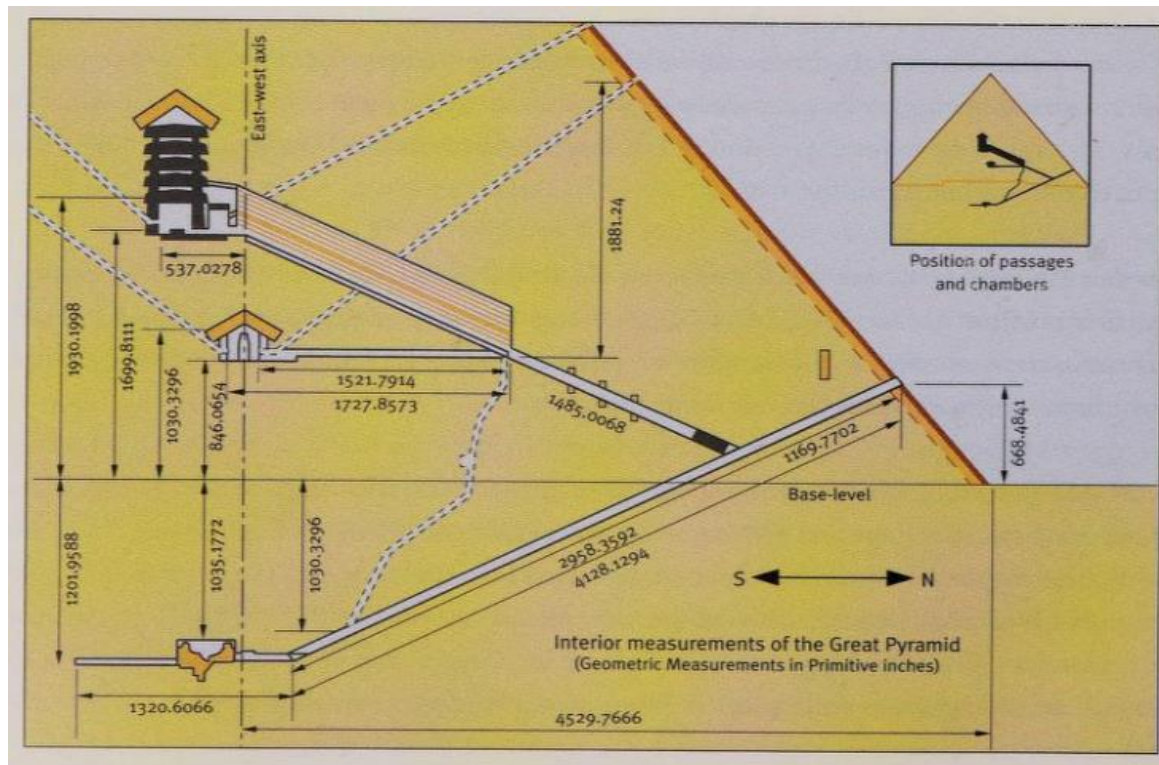 East-west axis
537.0278
1881.24
Position of passages
and chambers
1930.1998
1699.8111
1030.3296
846.0654
1521.7914
1727.8573
1485.0068
1169.7702
668.4841
Base-level
1201.9588
1035.1772
1030.3296
2958.3592
4128.1294
S
N
Interior measurements of the Great Pyramid
(Geometric Measurements in Primitive inches)
1320.6066
4529.7666